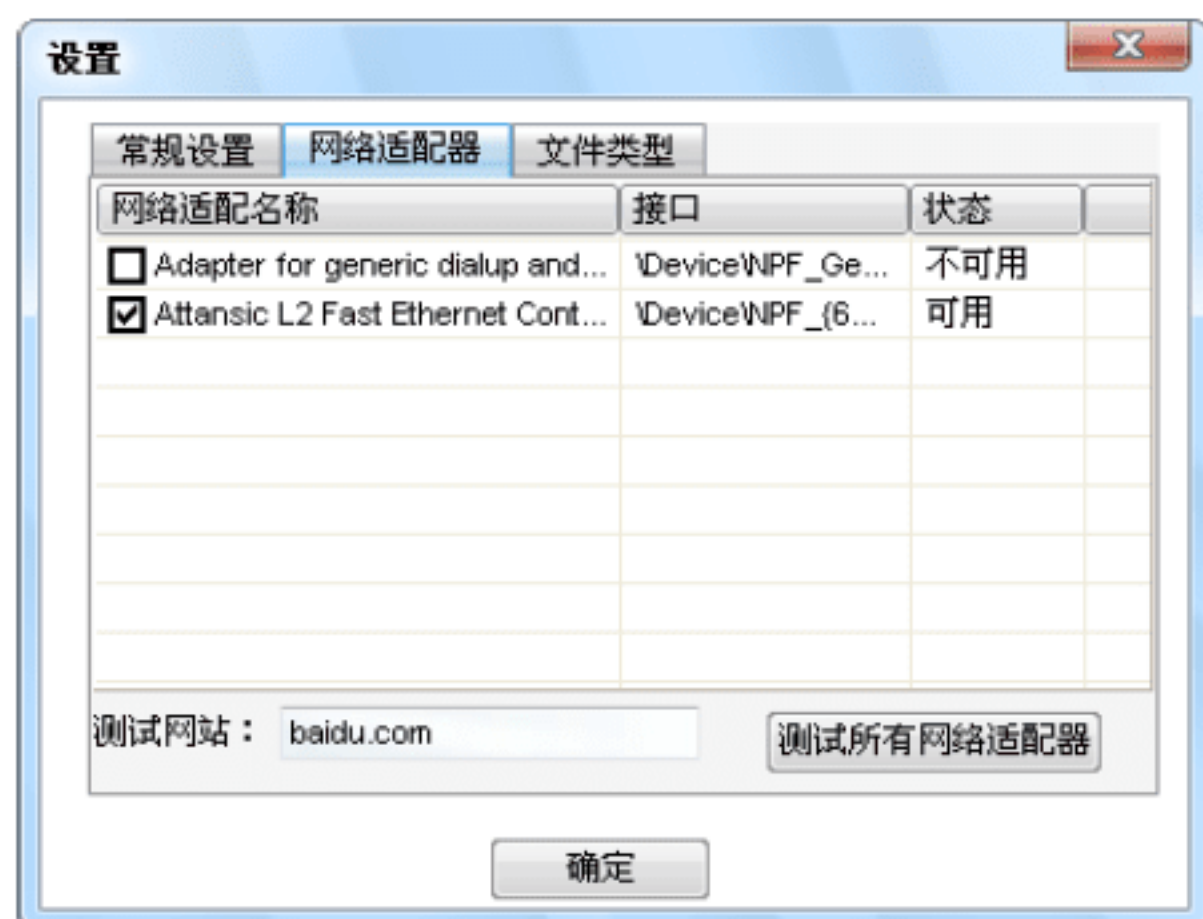 设置
常规设置 网络适配器 文件类型
网络适配名称 接口 状态
Adapter for generic dialup and... \Device\NPF_Ge... 不可用
Attansic L2 Fast Ethernet Cont... \Device\NPF_{6... 可用
测试网站： baidu.com 测试所有网络适配器
确定